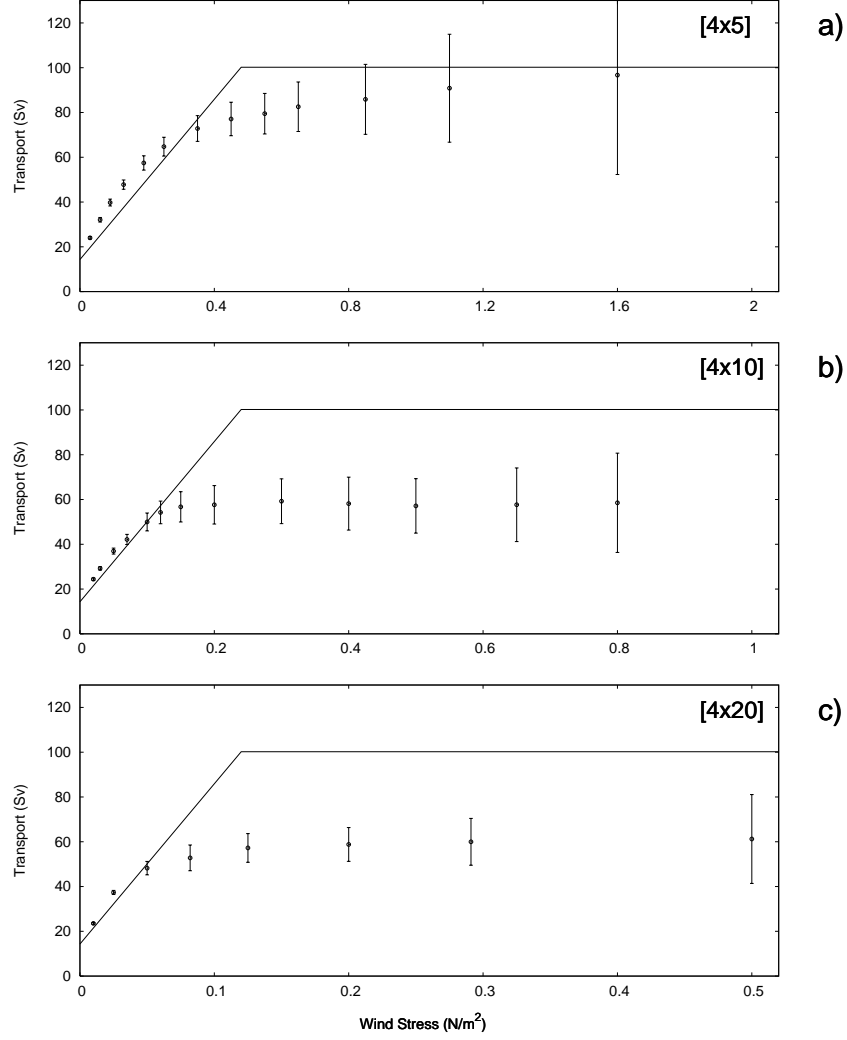 [4x5]
a)
120
100
80
60
40
20
0
Transport (Sv)
0 0.4 0.8 1.2 1.6 2
[4x10]
b)
120
100
80
60
40
20
0
Transport (Sv)
0 0.2 0.4 0.6 0.8 1
[4x20]
c)
120
100
80
60
40
20
0
Transport (Sv)
0 0.1 0.2 0.3 0.4 0.5
Wind Stress (N/m²)